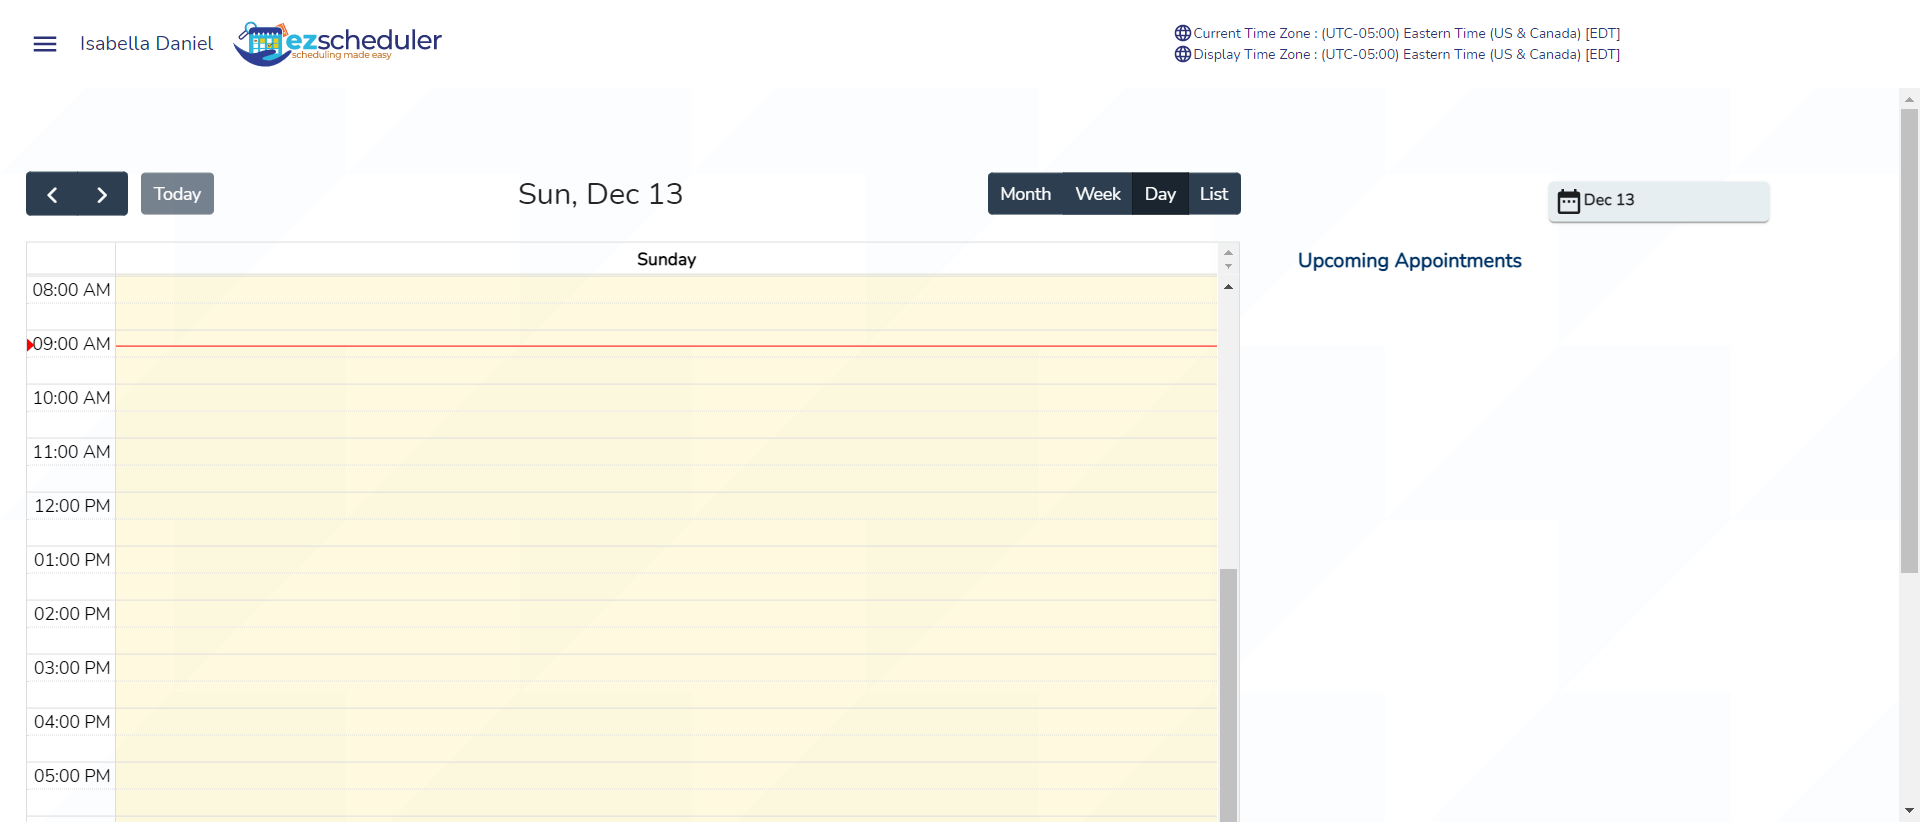 Isabella Daniel
ezscheduler
scheduling made easy
Current Time Zone : (UTC-05:00) Eastern Time (US & Canada) [EDT]
Display Time Zone : (UTC-05:00) Eastern Time (US & Canada) [EDT]
Today
Sun, Dec 13
Month Week Day List
Dec 13
Sunday
Upcoming Appointments
08:00 AM
09:00 AM
10:00 AM
11:00 AM
12:00 PM
01:00 PM
02:00 PM
03:00 PM
04:00 PM
05:00 PM